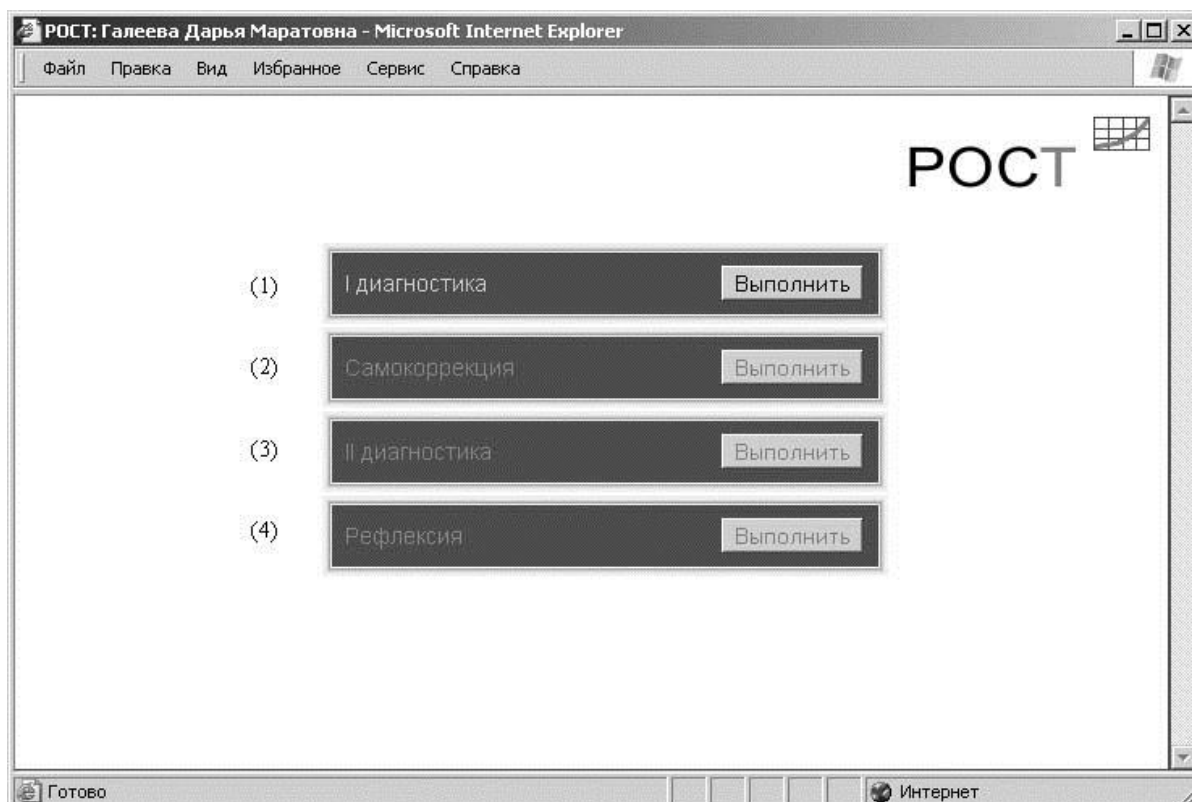 РОСТ: Галеева Дарья Маратовна - Microsoft Internet Explorer
Файл Правка Вид Избранное Сервис Справка
РОСТ
(1) I диагностика Выполнить
(2) Самокоррекция Выполнить
(3) II диагностика Выполнить
(4) Рефлексия Выполнить
Готово Интернет